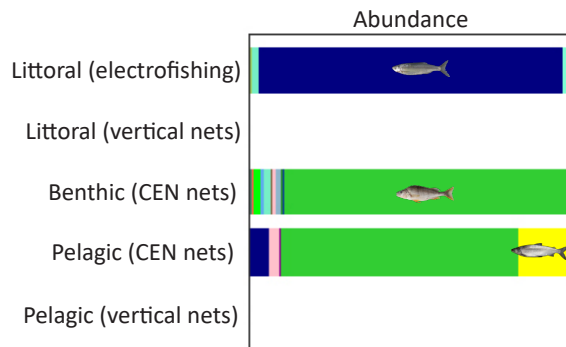 Abundance
Littoral (electrofishing)
Littoral (vertical nets)
Benthic (CEN nets)
Pelagic (CEN nets)
Pelagic (vertical nets)